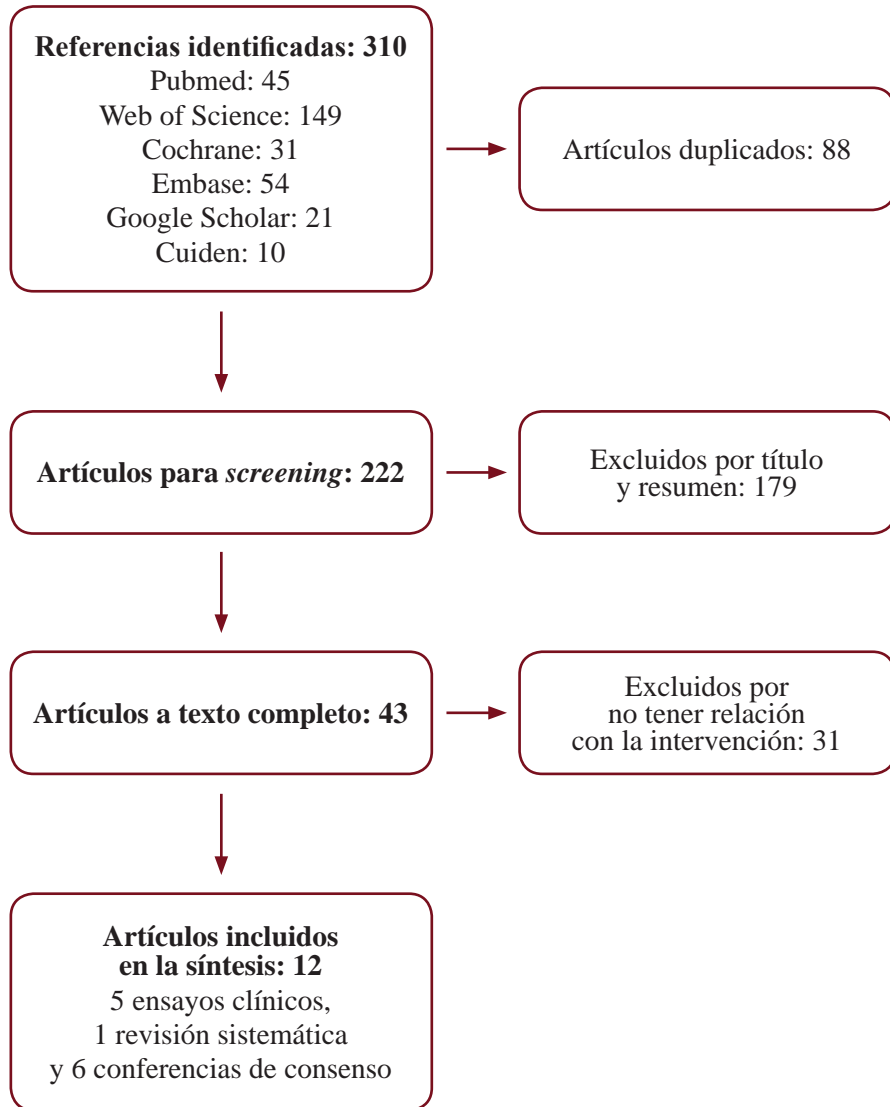 Referencias identificadas: 310
Pubmed: 45
Web of Science: 149
Cochrane: 31
Embase: 54
Google Scholar: 21
Cuiden: 10
Artículos duplicados: 88
Artículos para screening: 222
Excluidos por título
y resumen: 179
Artículos a texto completo: 43
Excluidos por
no tener relación
con la intervención: 31
Artículos incluidos
en la síntesis: 12
5 ensayos clínicos,
1 revisión sistemática
y 6 conferencias de consenso